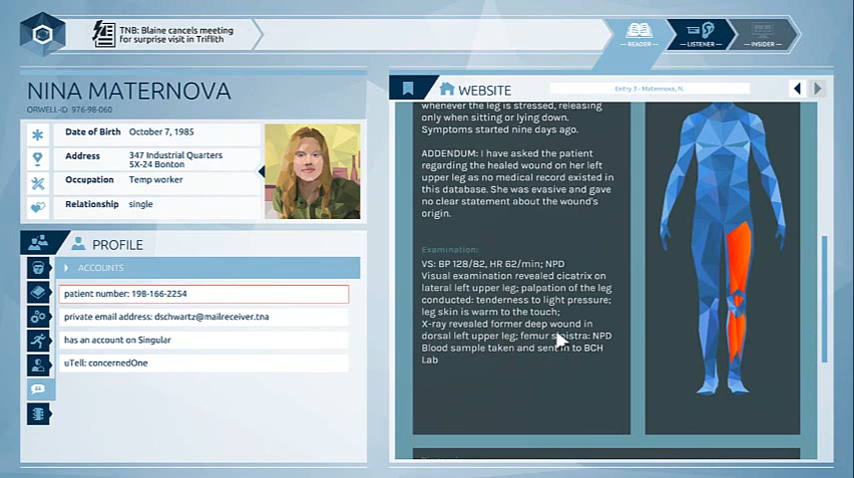 TNB: Blaine cancels meeting
for surprise visit in Triflith
READER
LISTENER
INSIDER
NINA MATERNOVA
ORWELL-ID 976-98-060
Date of Birth October 7, 1985
Address 347 Industrial Quarters
SX-24 Bonton
Occupation Temp worker
Relationship single
PROFILE
ACCOUNTS
patient number: 198-166-2254
private email address: dschwartz@mailreceiver.tna
has an account on Singular
uTell: concernedOne
WEBSITE
Entry 3 - Maternova, N.
whenever the leg is stressed, releasing
only when sitting or lying down.
Symptoms started nine days ago.
ADDENDUM: I have asked the patient
regarding the healed wound on her left
upper leg as no medical record existed in
this database. She was evasive and gave
no clear statement about the wound's
origin.
Examination:
VS: BP 128/82, HR 62/min; NPD
Visual examination revealed cicatrix on
lateral left upper leg; palpation of the leg
conducted: tenderness to light pressure;
leg skin is warm to the touch;
X-ray revealed former deep wound in
dorsal left upper leg; femur sinistra: NPD
Blood sample taken and sent in to BCH
Lab